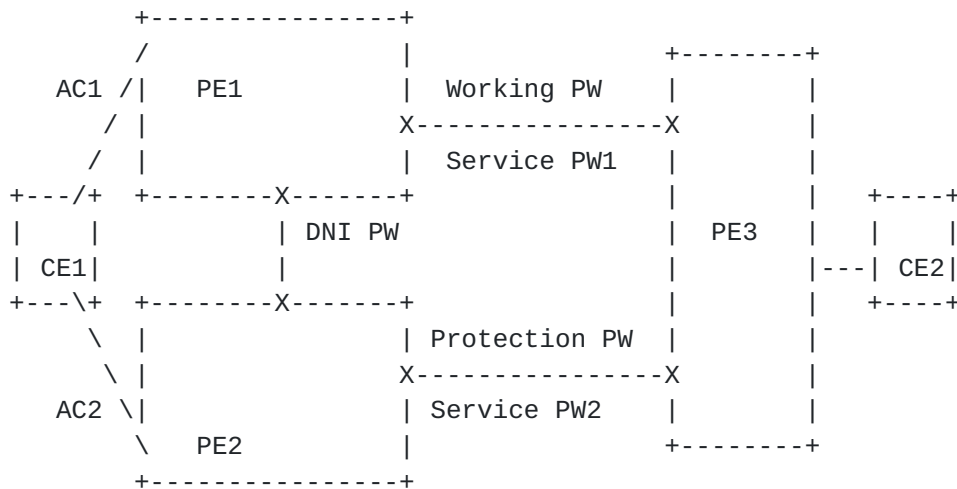 AC1 PE1 Working PW
Service PW1
DNI PW PE3
CE1 CE2
Protection PW
AC2 Service PW2
PE2